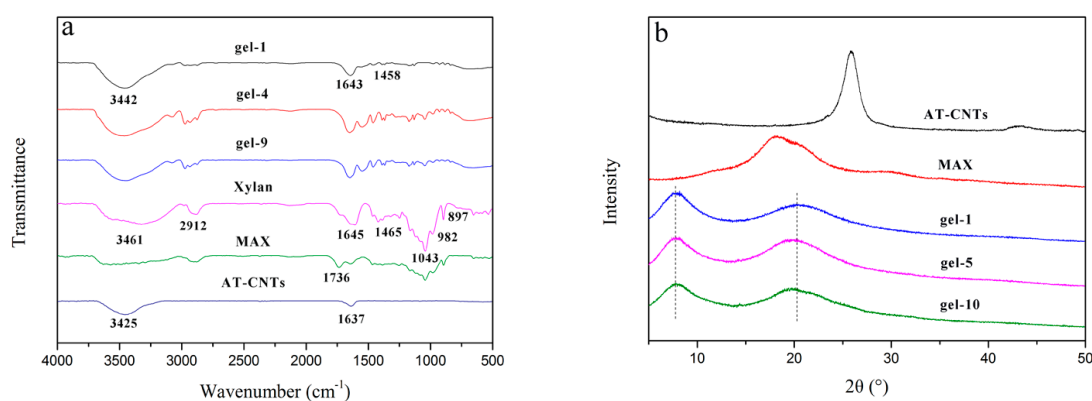 a
Transmittance
gel-1
3442
1643
1458
gel-4
gel-9
Xylan
3461
2912
1645
1465
1043
982
897
MAX
1736
AT-CNTs
3425
1637
4000 3500 3000 2500 2000 1500 1000 500
Wavenumber (cm⁻¹)
b
Intensity
AT-CNTs
MAX
gel-1
gel-5
gel-10
10 20 30 40 50
2θ (°)